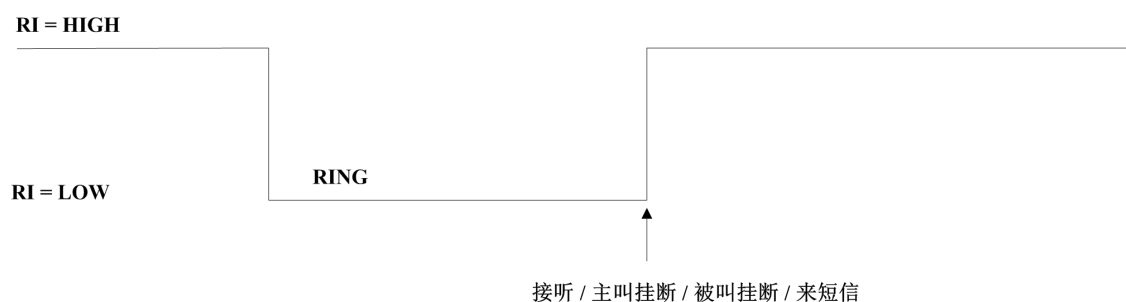 RI = HIGH
RING
RI = LOW
接听 / 主叫挂断 / 被叫挂断 / 来短信